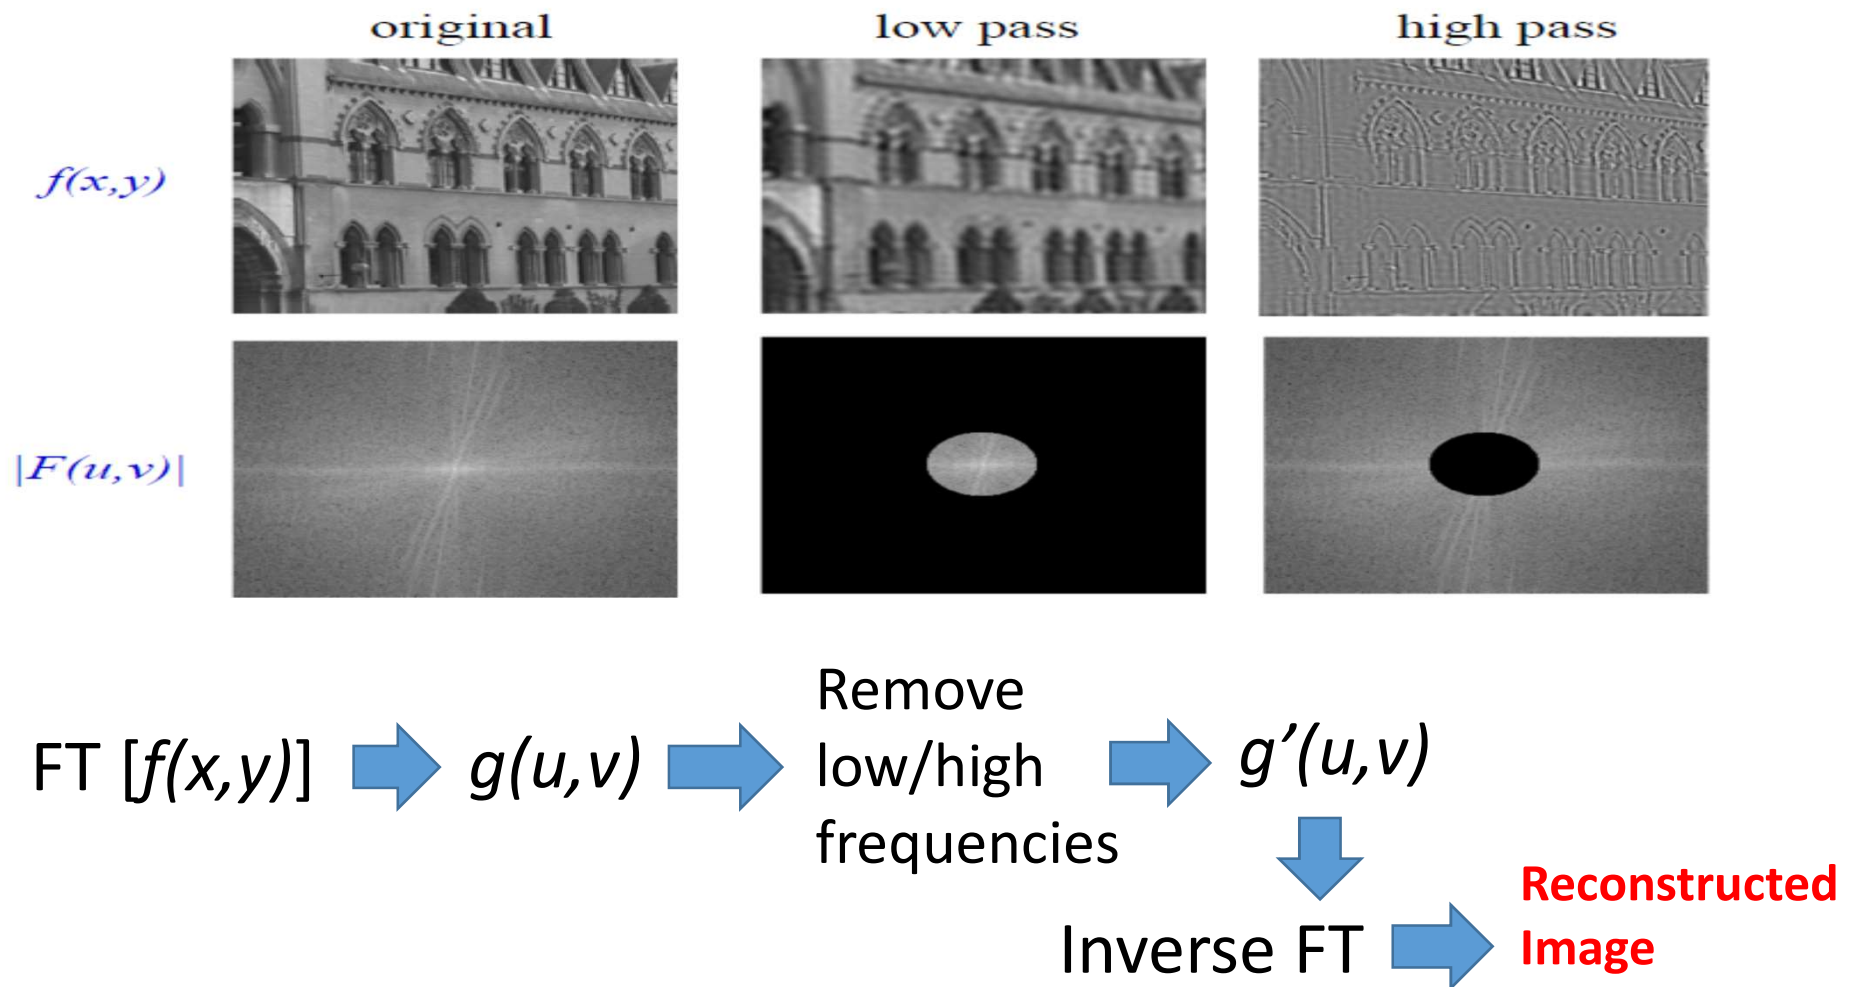 original low pass high pass
f(x,y)
|F(u,v)|
FT [f(x,y)] g(u,v) Remove low/high frequencies g’(u,v)
Inverse FT Reconstructed Image